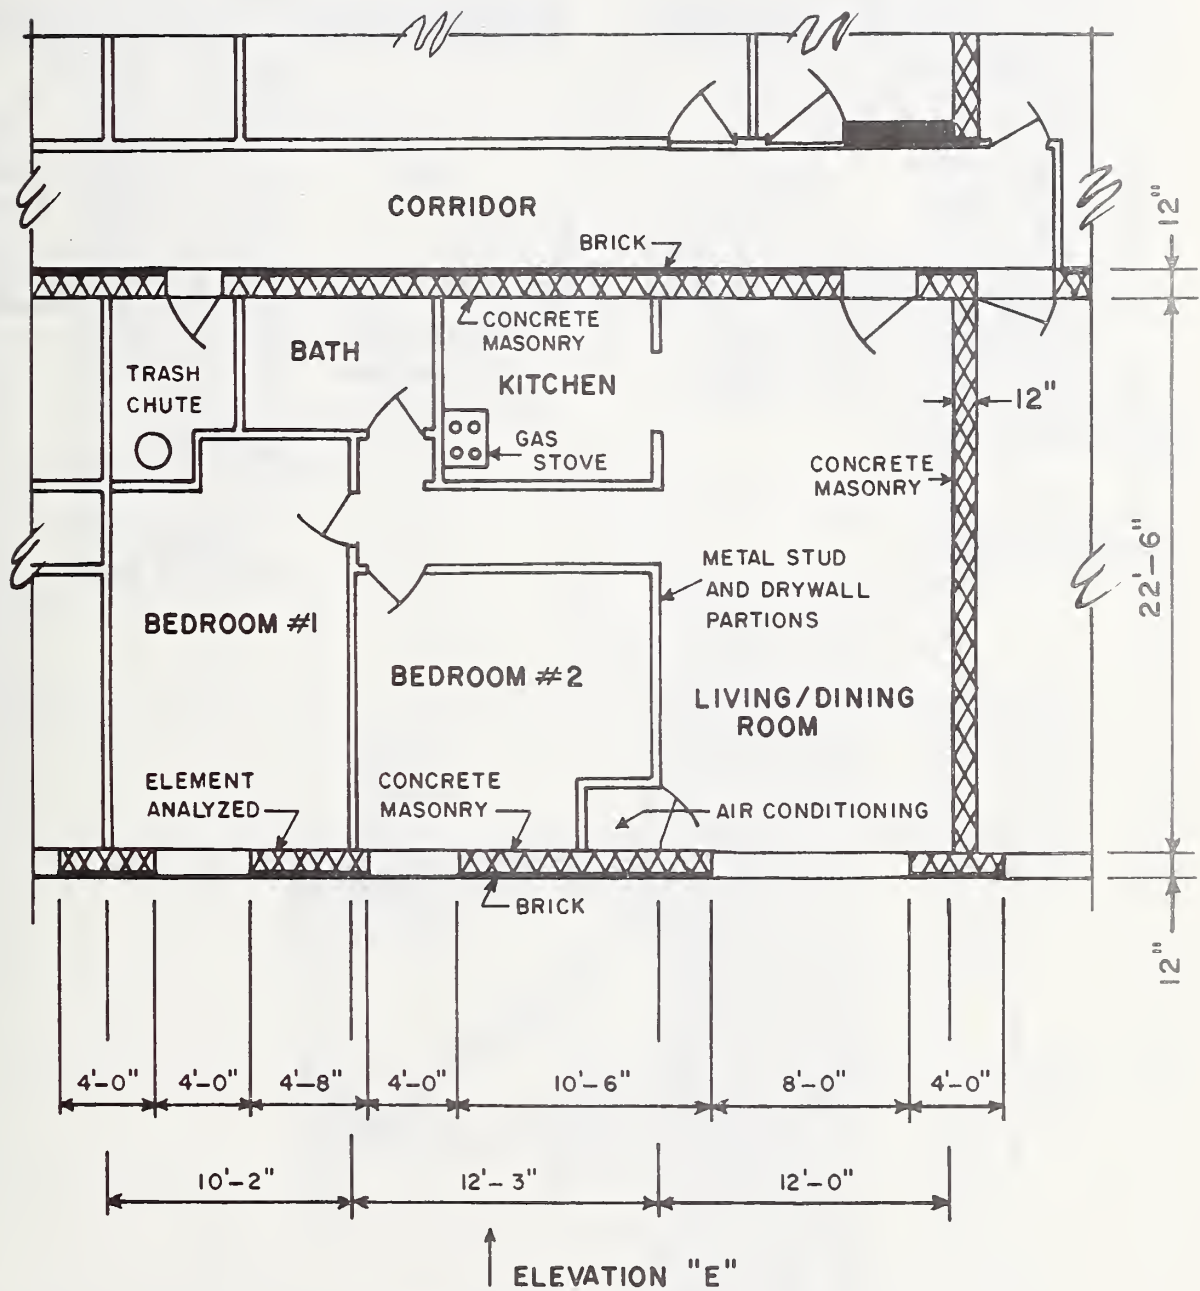 CORRIDOR
BRICK
12"
CONCRETE
MASONRY
BATH
KITCHEN
TRASH
CHUTE
12"
GAS
STOVE
CONCRETE
MASONRY
22'-6"
METAL STUD
AND DRYWALL
PARTIONS
BEDROOM #1
BEDROOM #2
LIVING/DINING
ROOM
ELEMENT
ANALYZED
CONCRETE
MASONRY
AIR CONDITIONING
BRICK
12"
4'-0" 4'-0" 4'-8" 4'-0" 10'-6" 8'-0" 4'-0"
10'-2" 12'-3" 12'-0"
ELEVATION "E"